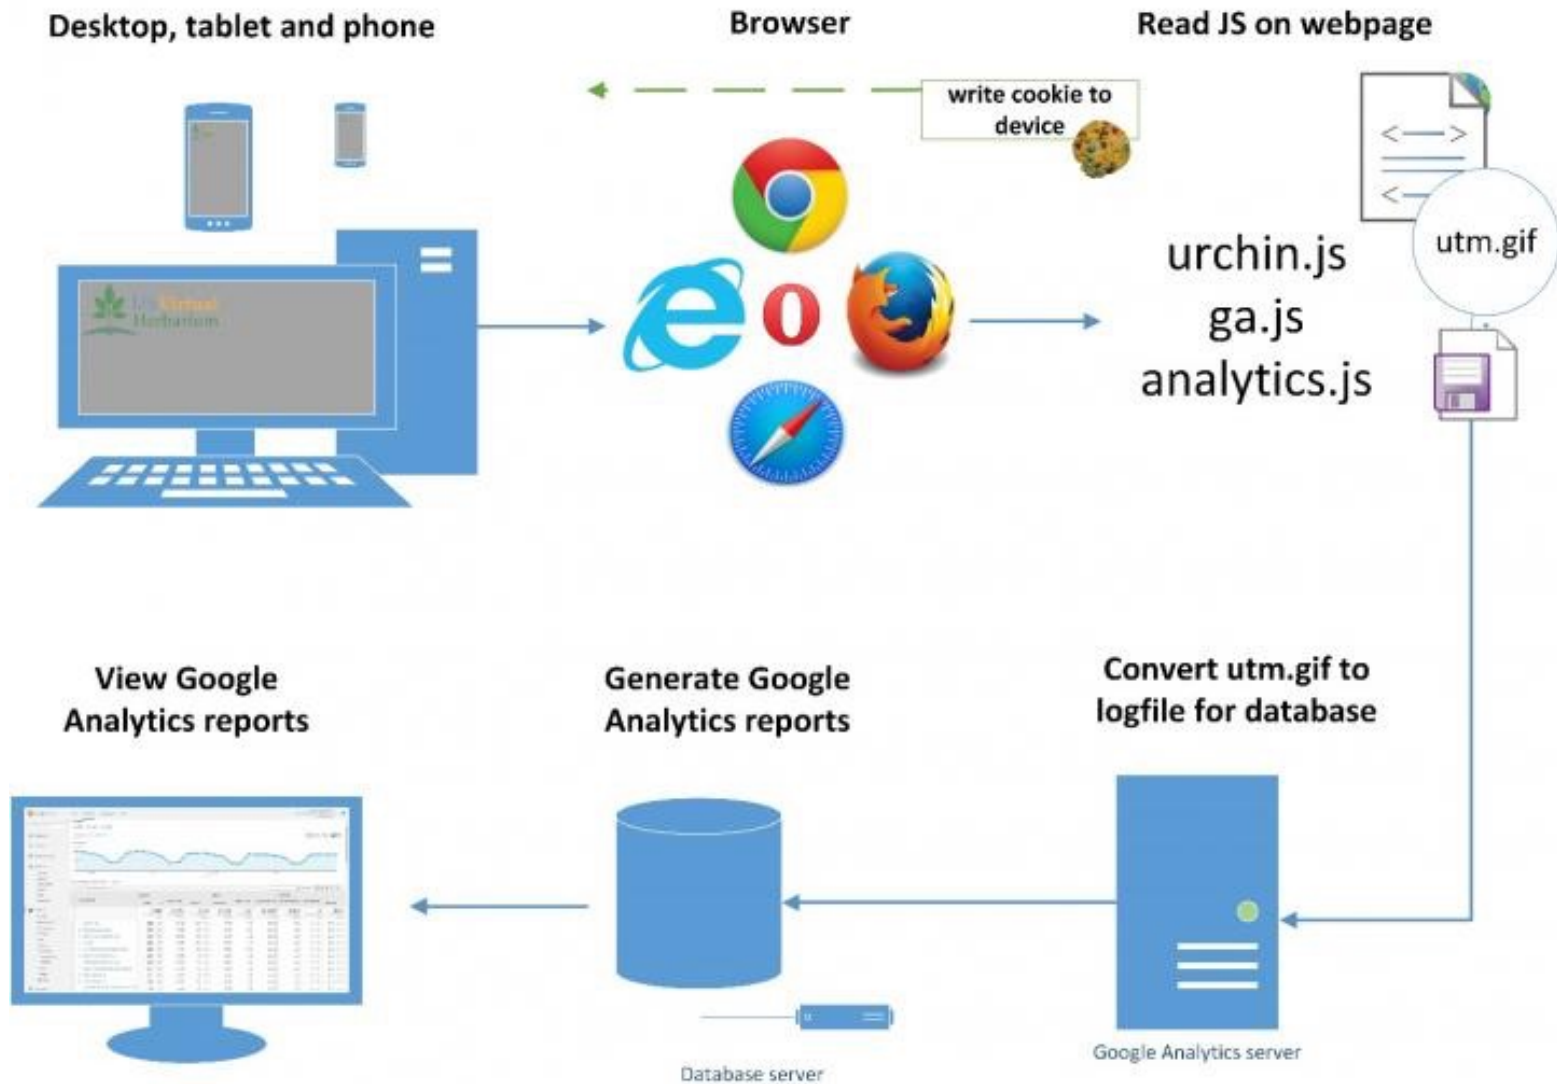 Desktop, tablet and phone
Browser
Read JS on webpage
write cookie to
device
utm.gif
urchin.js
ga.js
analytics.js
Virtual
Herbarium
View Google
Analytics reports
Generate Google
Analytics reports
Convert utm.gif to
logfile for database
Database server
Google Analytics server